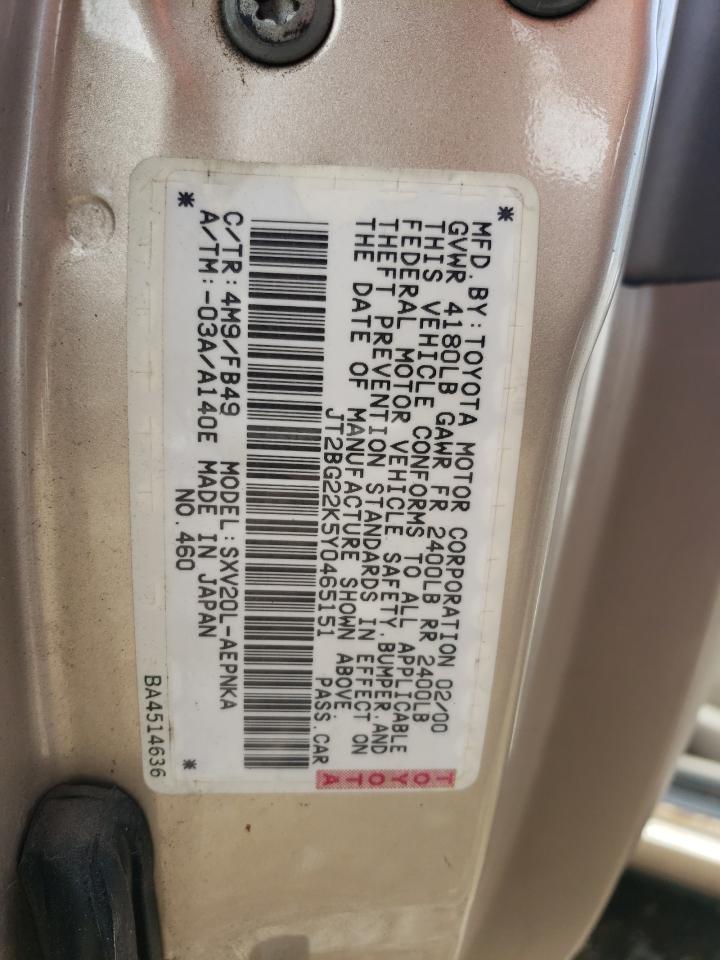 * MFD.BY:TOYOTA MOTOR CORPORATION 02/00
GVWR 4180LB GAWR FR 2400LB RR 2400LB
THIS VEHICLE CONFORMS TO ALL APPLICABLE
FEDERAL MOTOR VEHICLE SAFETY,BUMPER,AND
THEFT PREVENTION STANDARDS IN EFFECT ON
THE DATE OF MANUFACTURE SHOWN ABOVE.
JT2BG22K5Y0465151 PASS.CAR
TOYOTA
C/TR:4M9/FB49 MODEL:SXV20L-AEPNKA
A/TM:-03A/A140E MADE IN JAPAN
* NO.460 *
BA4514636